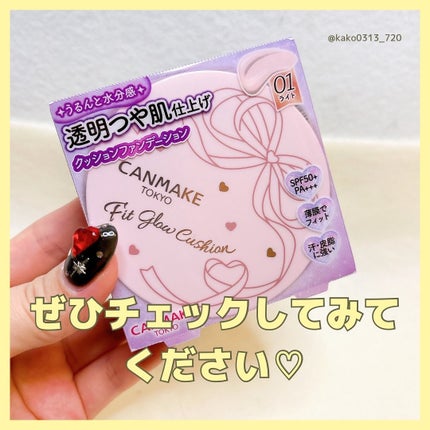 @kako0313_720
✧うるんと水分感✧
透明つや肌仕上げ
クッションファンデーション
01
ライト
CANMAKE
TOKYO
Fit Glow Cushion
SPF50+
PA+++
薄膜で
フィット
汗・皮脂
に強い
ぜひチェックしてみて
ください♡
CANMAKE
TOKYO